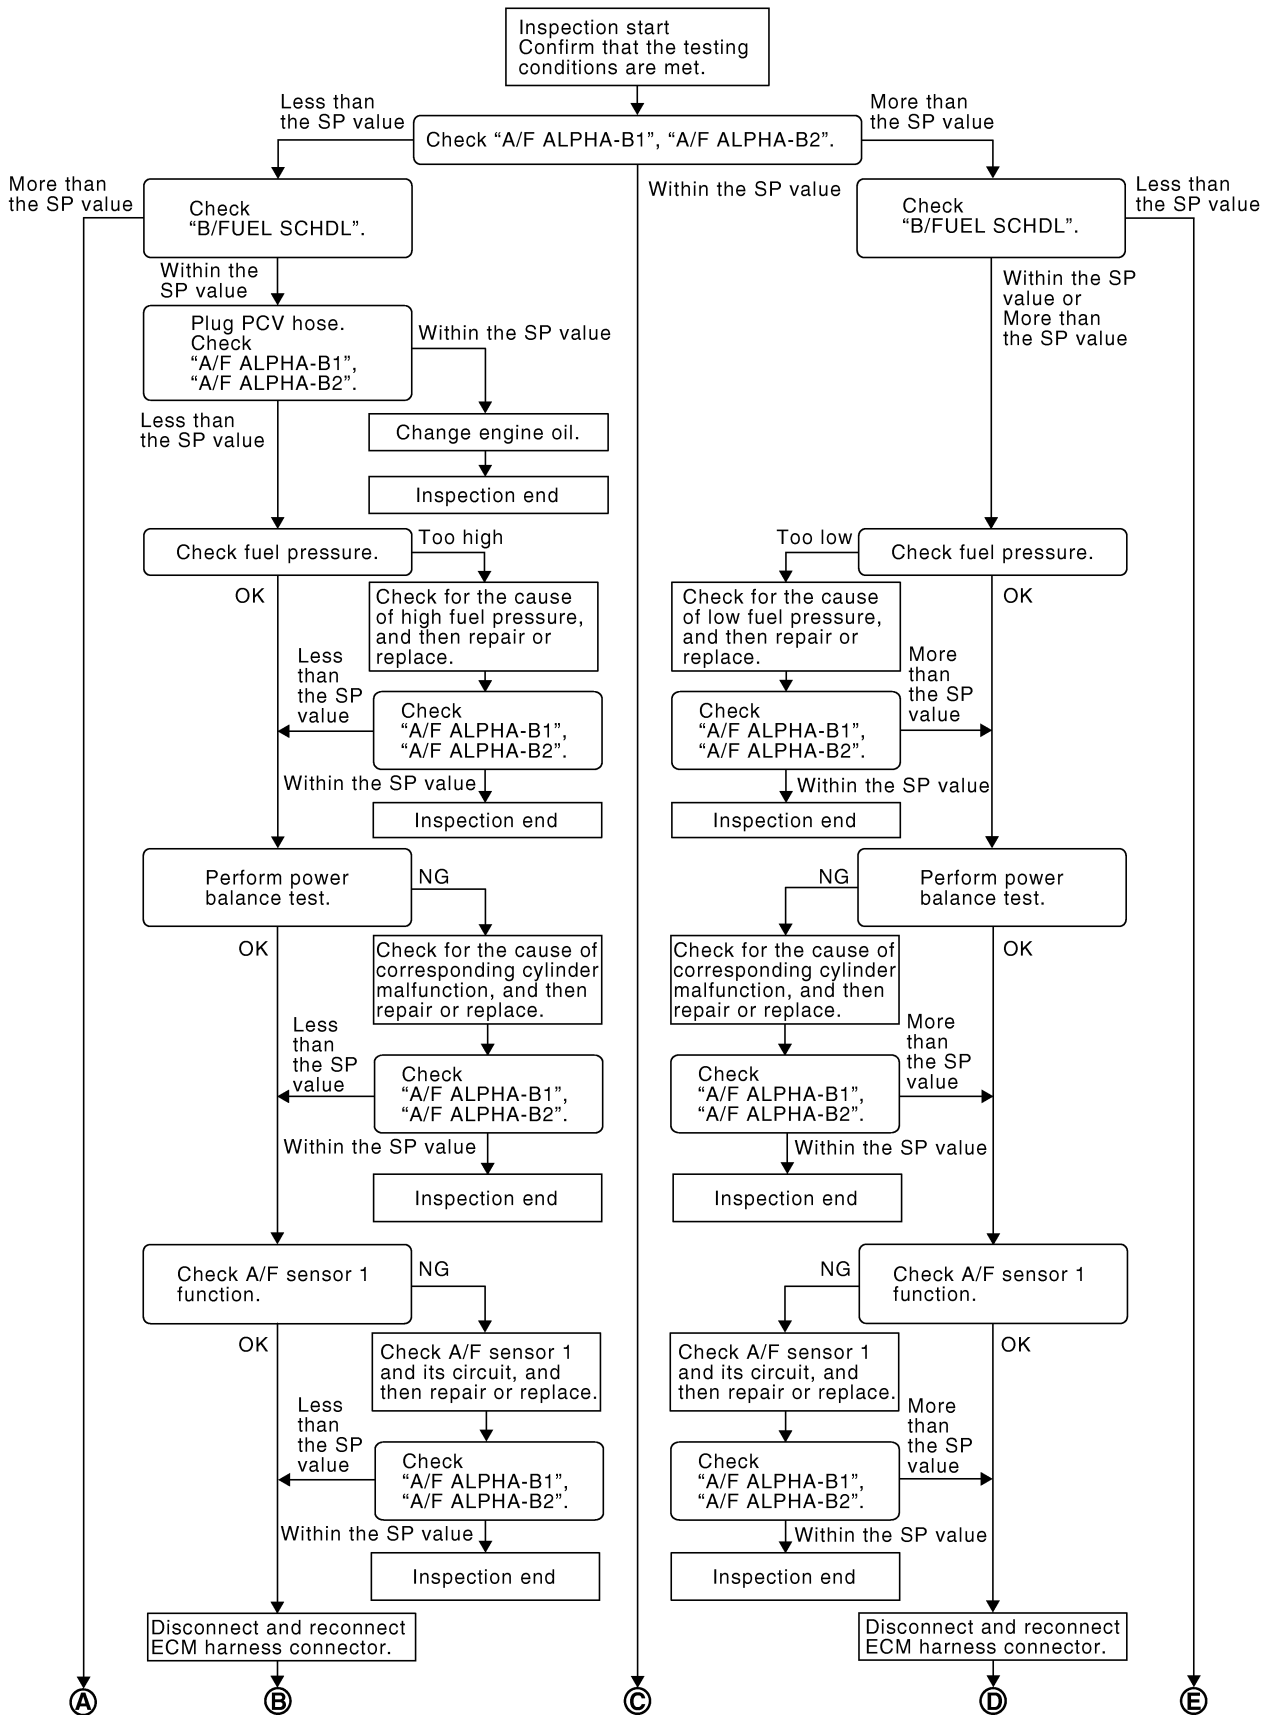 Inspection start
Confirm that the testing
conditions are met.
Less than
the SP value
More than
the SP value
Check “A/F ALPHA-B1”, “A/F ALPHA-B2”.
More than
the SP value
Check
“B/FUEL SCHDL”.
Within the SP value
Check
“B/FUEL SCHDL”.
Less than
the SP value
Within the
SP value
Within the SP
value or
More than
the SP value
Plug PCV hose.
Check
“A/F ALPHA-B1”,
“A/F ALPHA-B2”.
Within the SP value
Less than
the SP value
Change engine oil.
Inspection end
Check fuel pressure.
Too high
Too low
Check fuel pressure.
OK
Check for the cause
of high fuel pressure,
and then repair or
replace.
Check for the cause
of low fuel pressure,
and then repair or
replace.
OK
Less
than
the SP
value
Check
“A/F ALPHA-B1”,
“A/F ALPHA-B2”.
Check
“A/F ALPHA-B1”,
“A/F ALPHA-B2”.
More
than
the SP
value
Within the SP value
Within the SP value
Inspection end
Inspection end
Perform power
balance test.
NG
NG
Perform power
balance test.
OK
Check for the cause of
corresponding cylinder
malfunction, and then
repair or replace.
Check for the cause of
corresponding cylinder
malfunction, and then
repair or replace.
OK
Less
than
the SP
value
Check
“A/F ALPHA-B1”,
“A/F ALPHA-B2”.
Check
“A/F ALPHA-B1”,
“A/F ALPHA-B2”.
More
than
the SP
value
Within the SP value
Within the SP value
Inspection end
Inspection end
Check A/F sensor 1
function.
NG
NG
Check A/F sensor 1
function.
OK
Check A/F sensor 1
and its circuit, and
then repair or replace.
Check A/F sensor 1
and its circuit, and
then repair or replace.
OK
Less
than
the SP
value
Check
“A/F ALPHA-B1”,
“A/F ALPHA-B2”.
Check
“A/F ALPHA-B1”,
“A/F ALPHA-B2”.
More
than
the SP
value
Within the SP value
Within the SP value
Inspection end
Inspection end
Disconnect and reconnect
ECM harness connector.
Disconnect and reconnect
ECM harness connector.
A
B
C
D
E